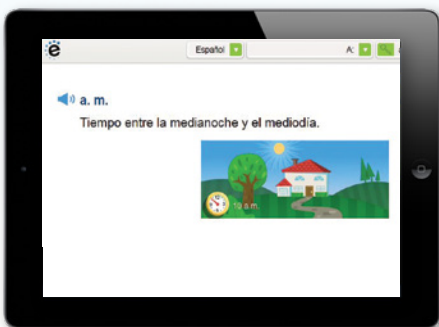 ë
Español
A:
a. m.
Tiempo entre la medianoche y el mediodía.
10 a.m.